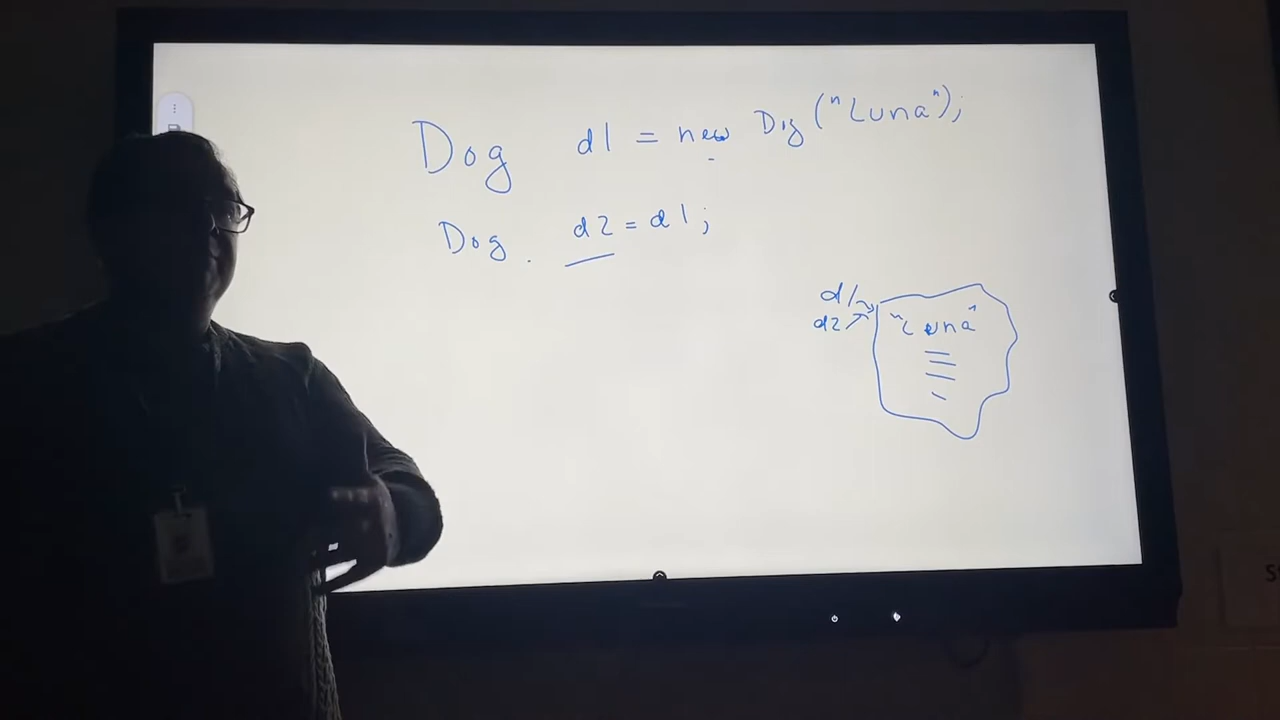 Dog d1 = new Dog("Luna");
Dog d2 = d1;
d1
d2
"Luna"